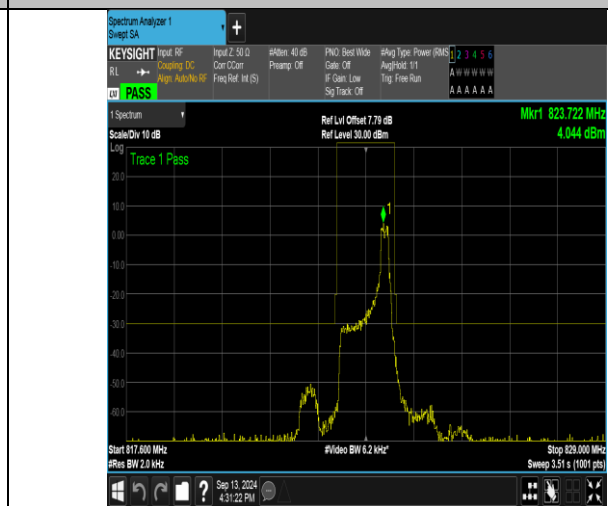 Spectrum Analyzer 1
Swept SA
+
KEYSIGHT Input: RF Input Z: 50 Ω #Atten: 40 dB PNO: Best Wide #Avg Type: Power (RMS 1 2 3 4 5 6
RL Coupling: DC Corr CCorr Preamp: Off Gate: Off Avg|Hold: 1/1 A W W W W W
Align: Auto/No RF Freq Ref: Int (S) IF Gain: Low Trig: Free Run
LXI PASS Sig Track: Off A A A A A A
1 Spectrum Ref Lvl Offset 7.79 dB Mkr1 823.722 MHz
Scale/Div 10 dB Ref Level 30.00 dBm 4.044 dBm
Log
Trace 1 Pass
20.0
10.0
1
0.00
-10.0
-20.0
-30.0
-40.0
-50.0
-60.0
Start 817.600 MHz #Video BW 6.2 kHz* Stop 829.000 MHz
#Res BW 2.0 kHz Sweep 3.51 s (1001 pts)
? Sep 13, 2024
4:31:22 PM